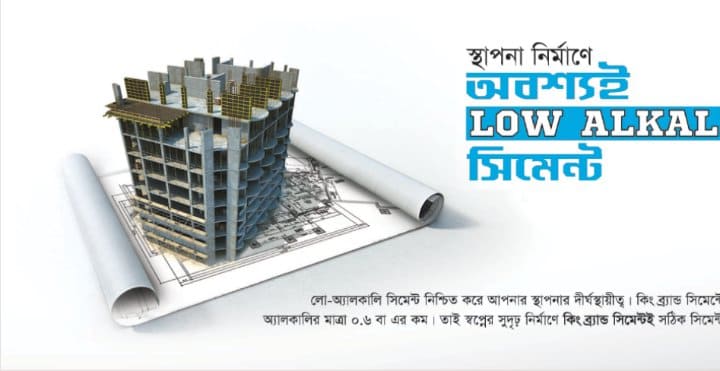 স্থাপনা নির্মাণে
অবশ্যই
LOW ALKAL
সিমেন্ট
লো-অ্যালকালি সিমেন্ট নিশ্চিত করে আপনার স্থাপনার দীর্ঘস্থায়ীত্ব। কিং ব্র্যান্ড সিমেন্টে
অ্যালকালির মাত্রা ০.৬ বা এর কম। তাই স্বপ্নের সুদৃঢ় নির্মাণে কিং ব্র্যান্ড সিমেন্টই সঠিক সিমেন্ট